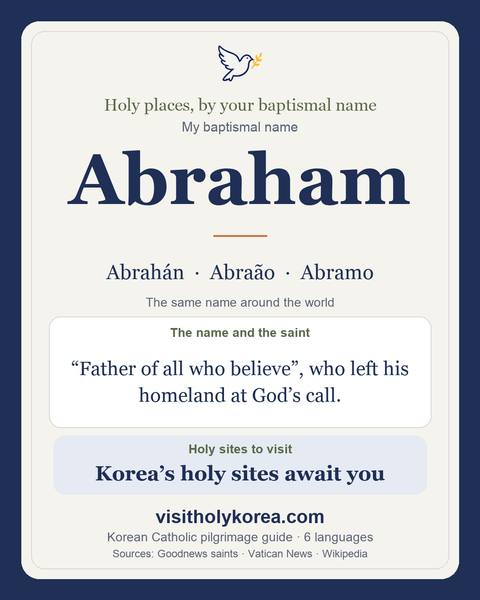 Holy places, by your baptismal name
My baptismal name
Abraham
Abrahán · Abraão · Abramo
The same name around the world
The name and the saint
“Father of all who believe”, who left his
homeland at God’s call.
Holy sites to visit
Korea’s holy sites await you
visitholykorea.com
Korean Catholic pilgrimage guide · 6 languages
Sources: Goodnews saints · Vatican News · Wikipedia